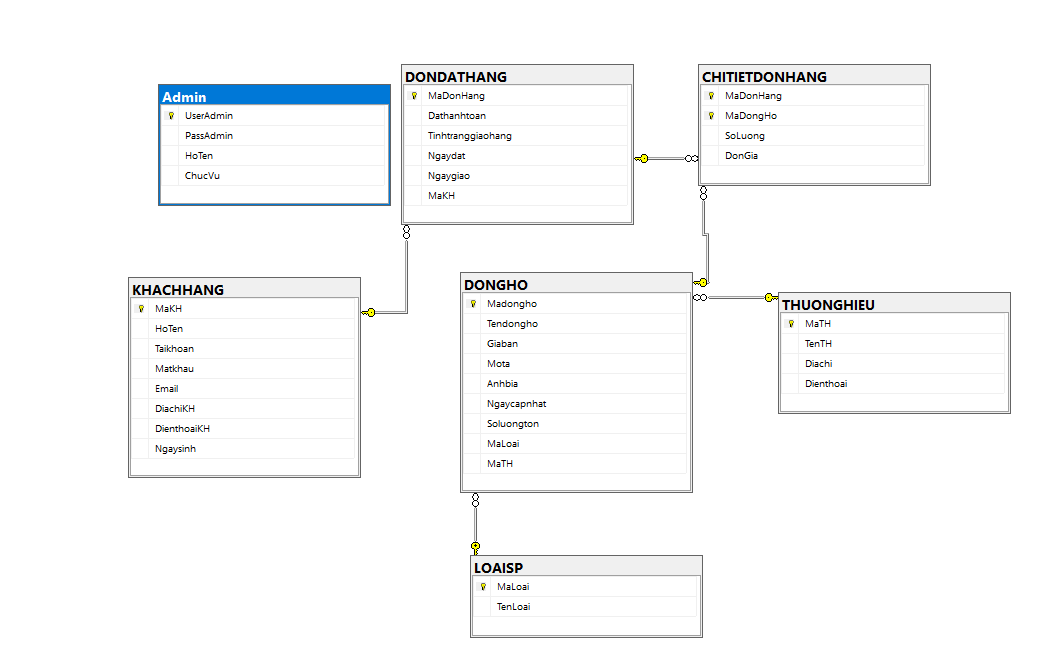 Admin
UserAdmin
PassAdmin
HoTen
ChucVu
DONDATHANG
MaDonHang
Dathanhtoan
Tinhtranggiaohang
Ngaydat
Ngaygiao
MaKH
CHITIETDONHANG
MaDonHang
MaDongHo
SoLuong
DonGia
KHACHHANG
MaKH
HoTen
Taikhoan
Matkhau
Email
DiachiKH
DienthoaiKH
Ngaysinh
DONGHO
Madongho
Tendongho
Giaban
Mota
Anhbia
Ngaycapnhat
Soluongton
MaLoai
MaTH
THUONGHIEU
MaTH
TenTH
Diachi
Dienthoai
LOAISP
MaLoai
TenLoai